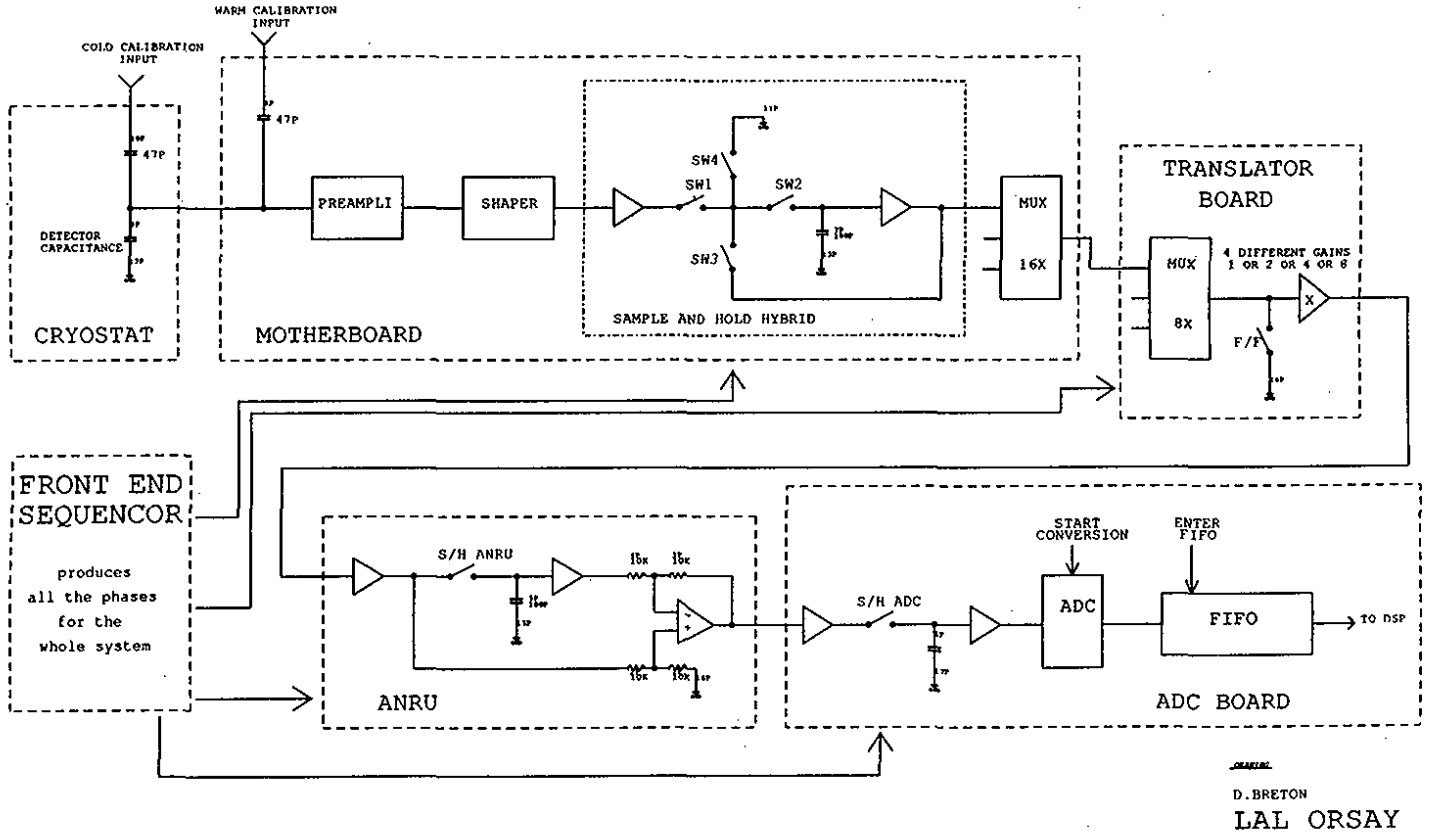 WARM CALIBRATION
INPUT
COLD CALIBRATION
INPUT
47P
47P
DETECTOR
CAPACITANCE
CRYOSTAT
PREAMPLI
SHAPER
SW4
SW1
SW2
SW3
SAMPLE AND HOLD HYBRID
MOTHERBOARD
MUX
16X
TRANSLATOR
BOARD
4 DIFFERENT GAINS
1 OR 2 OR 4 OR 8
MUX
8X
F/F
X
FRONT END
SEQUENCOR
produces
all the phases
for the
whole system
S/H ANRU
10K
10K
10K
10K
-
+
ANRU
S/H ADC
START
CONVERSION
ADC
ENTER
FIFO
FIFO
TO DSP
ADC BOARD
D.BRETON
LAL ORSAY